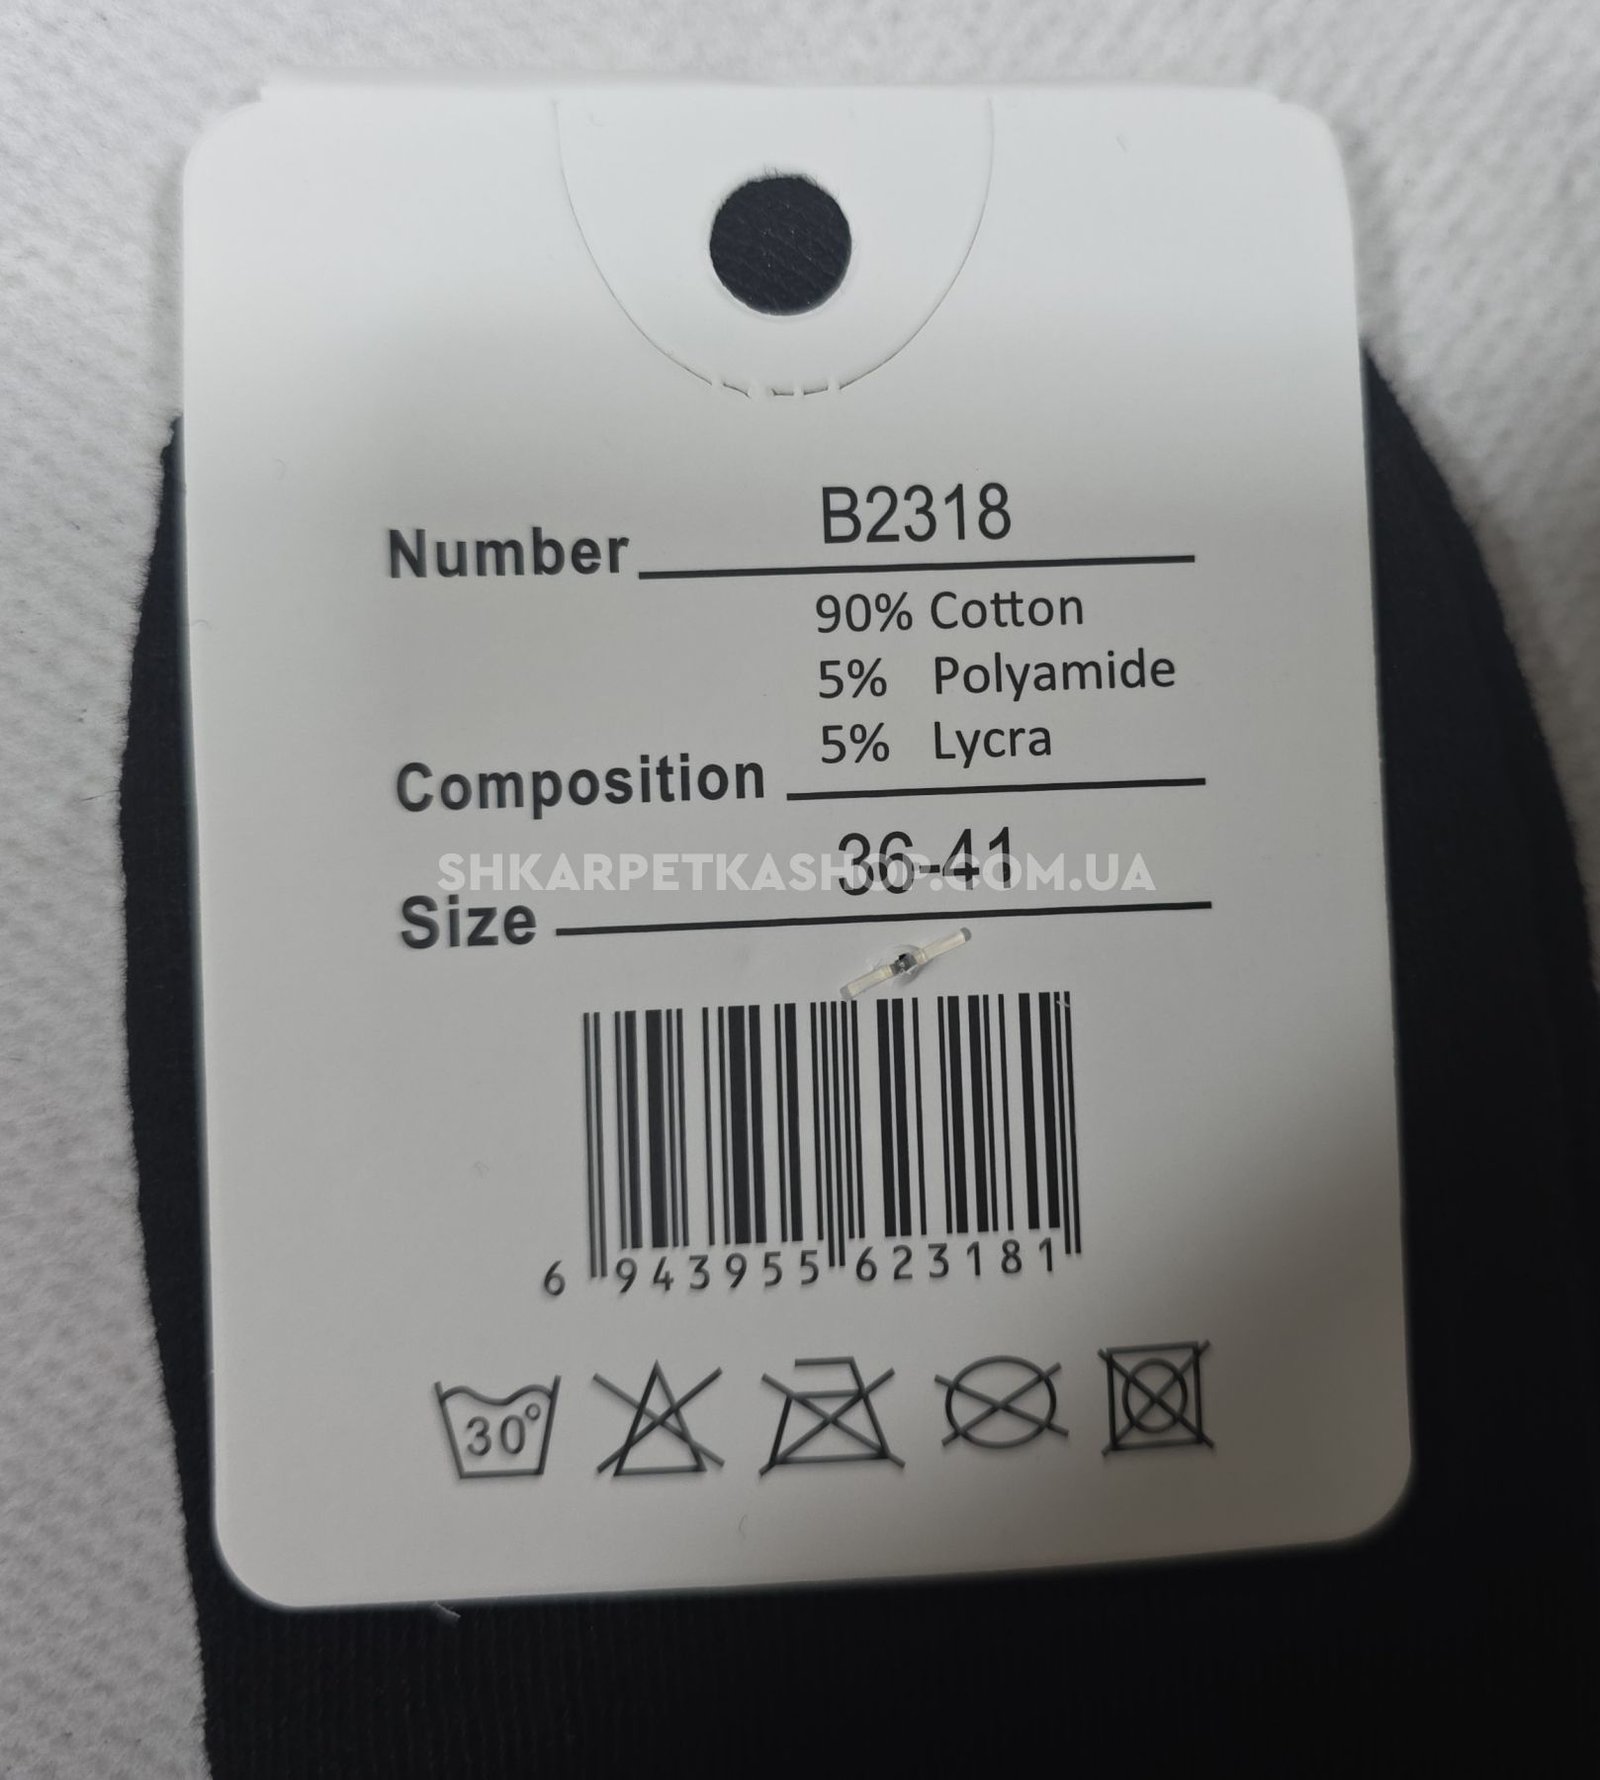 Number B2318
90% Cotton
5% Polyamide
5% Lycra
Composition
36-41
SHKARPETKASHOP.COM.UA
Size
6 943955 623181
30°